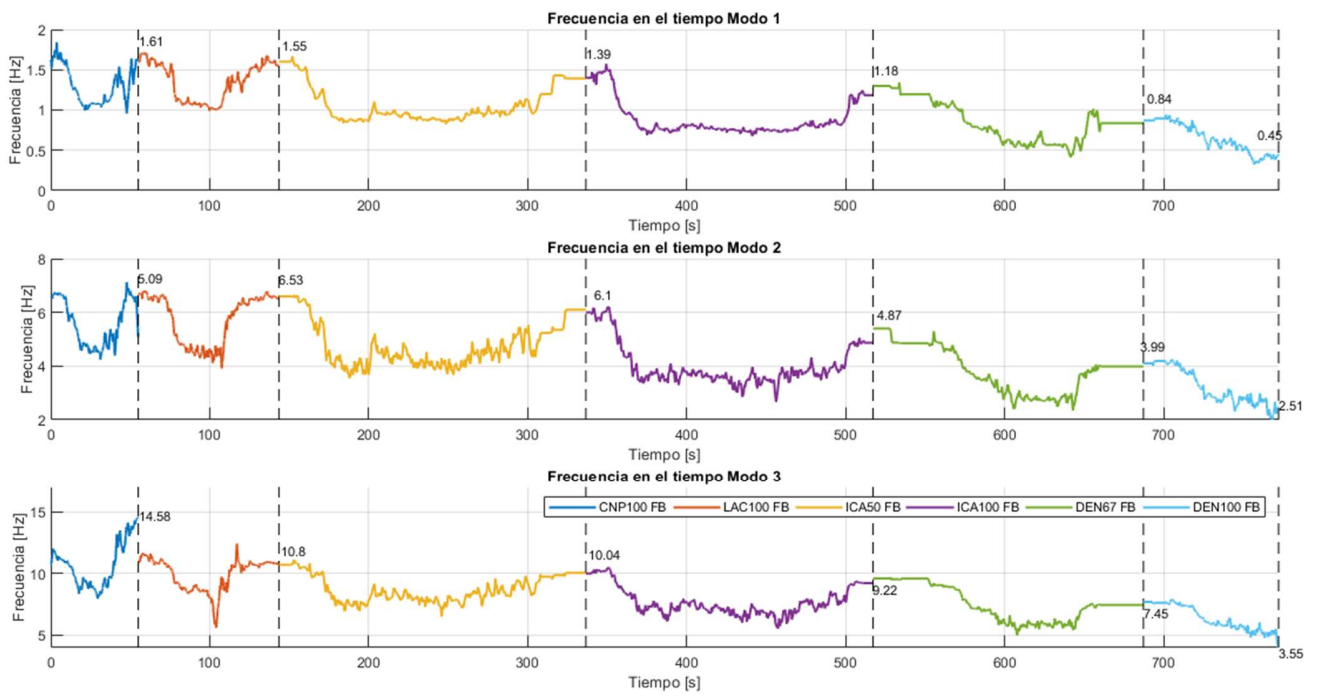 Frecuencia en el tiempo Modo 1
Frecuencia [Hz]
2
1.5
1
0.5
0
1.61
1.55
1.39
1.18
0.84
0.45
0 100 200 300 400 500 600 700
Tiempo [s]
Frecuencia en el tiempo Modo 2
Frecuencia [Hz]
8
6
4
2
5.09
6.53
6.1
4.87
3.99
2.51
0 100 200 300 400 500 600 700
Tiempo [s]
Frecuencia en el tiempo Modo 3
Frecuencia [Hz]
15
10
5
CNP100 FB LAC100 FB ICA50 FB ICA100 FB DEN67 FB DEN100 FB
14.58
10.8
10.04
9.22
7.45
3.55
0 100 200 300 400 500 600 700
Tiempo [s]